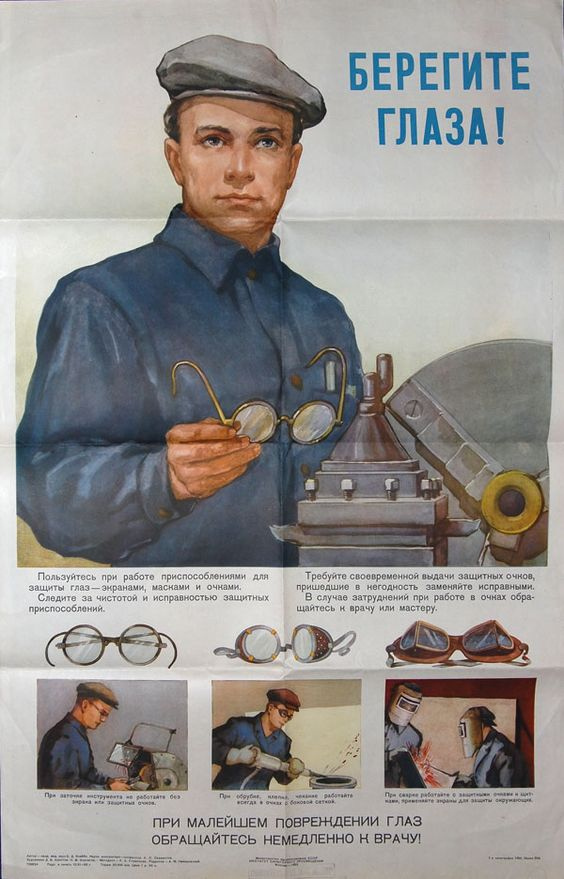 БЕРЕГИТЕ
ГЛАЗА!
Пользуйтесь при работе приспособлениями для
защиты глаз — экранами, масками и очками.
Следите за чистотой и исправностью защитных
приспособлений.
Требуйте своевременной выдачи защитных очков,
пришедшие в негодность заменяйте исправными.
В случае затруднений при работе в очках обра-
щайтесь к врачу или мастеру.
При заточке инструмента не работайте без
экрана или защитных очков.
При обрубке, клепке, чеканке работайте
всегда в очках с боковой сеткой.
При сварке работайте с защитными очками и щит-
ками, применяйте экраны для защиты окружающих.
ПРИ МАЛЕЙШЕМ ПОВРЕЖДЕНИИ ГЛАЗ
ОБРАЩАЙТЕСЬ НЕМЕДЛЕННО К ВРАЧУ!